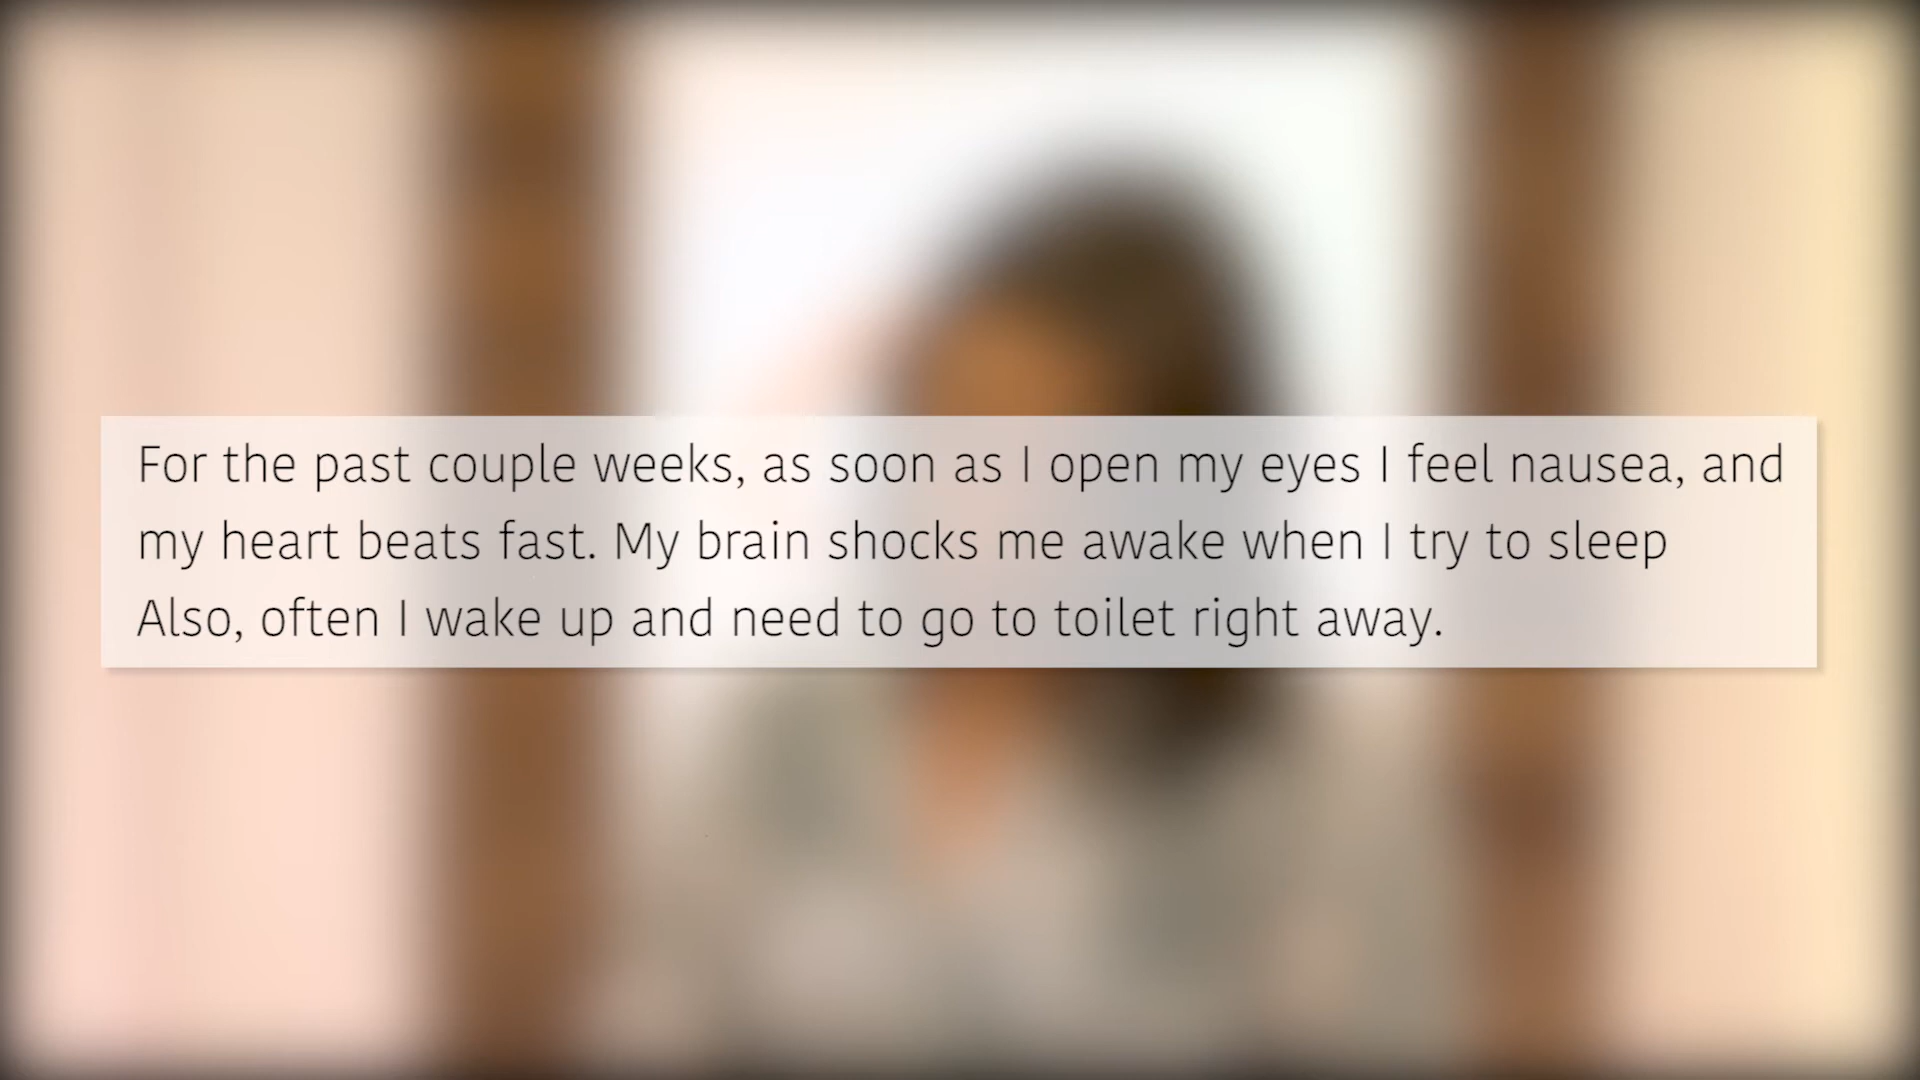 For the past couple weeks, as soon as I open my eyes I feel nausea, and
my heart beats fast. My brain shocks me awake when I try to sleep
Also, often I wake up and need to go to toilet right away.